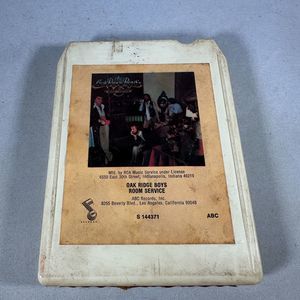 Mfd. by RCA Music Service under License
6550 East 30th Street, Indianapolis, Indiana 46219
OAK RIDGE BOYS
ROOM SERVICE
ABC Records, Inc.
8255 Beverly Blvd., Los Angeles, California 90048
S 144371
ABC